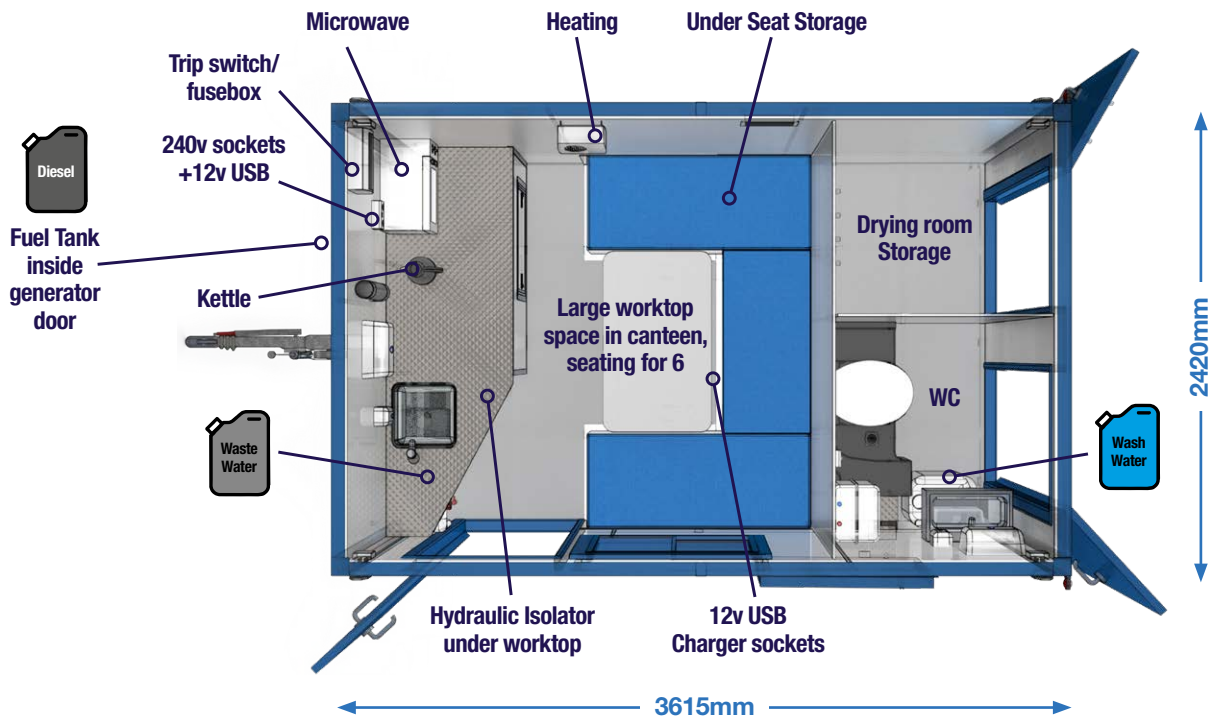 Microwave
Heating
Under Seat Storage
Trip switch/
fusebox
240v sockets
+12v USB
Diesel
Fuel Tank
inside
generator
door
Kettle
Large worktop
space in canteen,
seating for 6
Drying room
Storage
WC
2420mm
Waste
Water
Wash
Water
Hydraulic Isolator
under worktop
12v USB
Charger sockets
3615mm